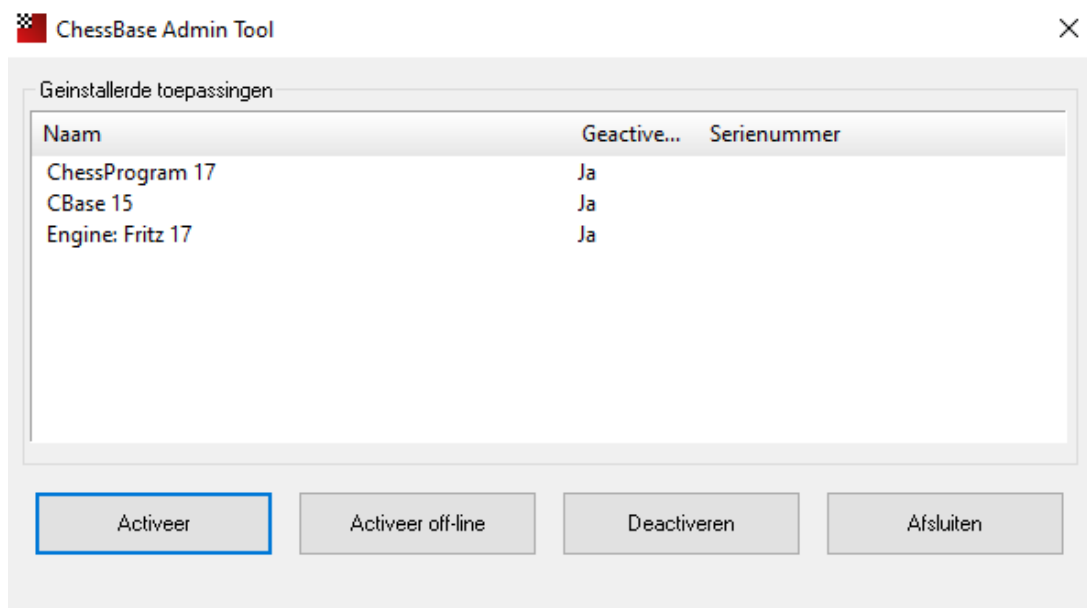 ChessBase Admin Tool
Geinstallerde toepassingen
Naam Geactive... Serienummer
ChessProgram 17 Ja
CBase 15 Ja
Engine: Fritz 17 Ja
Activeer Activeer off-line Deactiveren Afsluiten